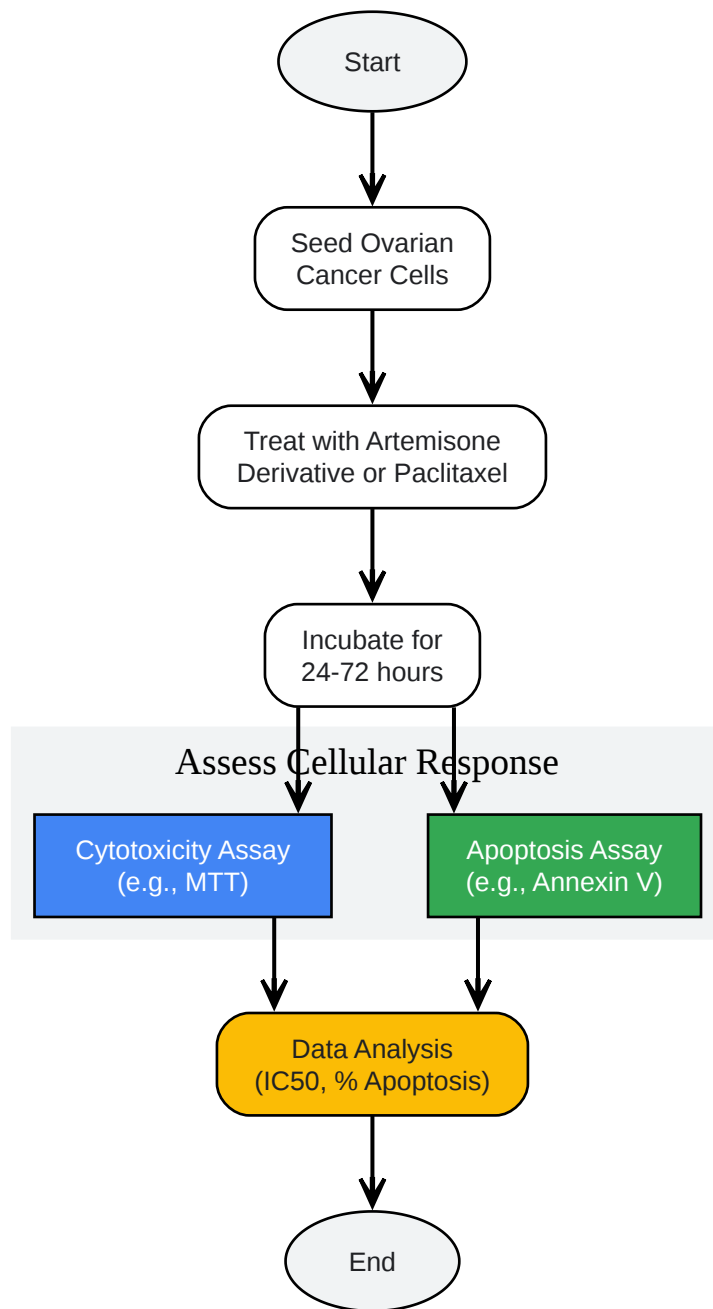 Start
Seed Ovarian
Cancer Cells
Treat with Artemisone
Derivative or Paclitaxel
Incubate for
24-72 hours
Assess Cellular Response
Cytotoxicity Assay
(e.g., MTT)
Apoptosis Assay
(e.g., Annexin V)
Data Analysis
(IC50, % Apoptosis)
End